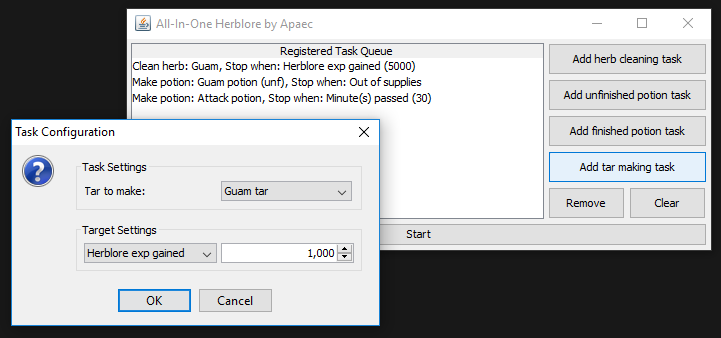 All-In-One Herblore by Apaec
Registered Task Queue
Clean herb: Guam, Stop when: Herblore exp gained (5000)
Make potion: Guam potion (unf), Stop when: Out of supplies
Make potion: Attack potion, Stop when: Minute(s) passed (30)
Add herb cleaning task
Add unfinished potion task
Add finished potion task
Add tar making task
Remove
Clear
Start
Task Configuration
Task Settings
Tar to make:
Guam tar
Target Settings
Herblore exp gained
1,000
OK
Cancel